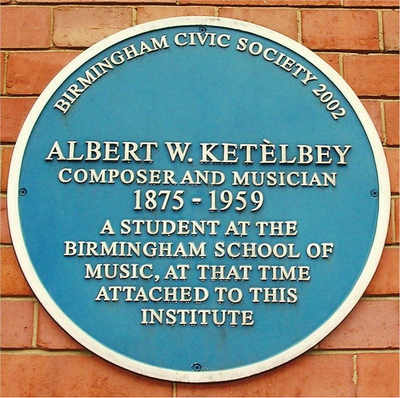 BIRMINGHAM CIVIC SOCIETY 2002
ALBERT W. KETÈLBEY
COMPOSER AND MUSICIAN
1875 - 1959
A STUDENT AT THE
BIRMINGHAM SCHOOL OF
MUSIC, AT THAT TIME
ATTACHED TO THIS
INSTITUTE